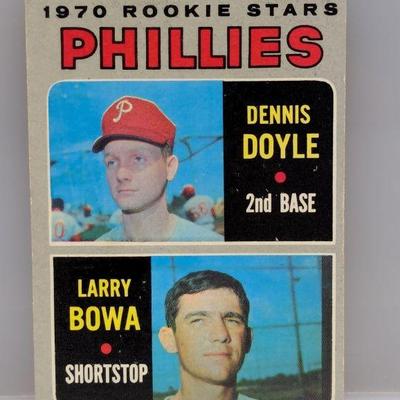 1970 ROOKIE STARS
PHILLIES
P
DENNIS
DOYLE
2nd BASE
LARRY
BOWA
SHORTSTOP